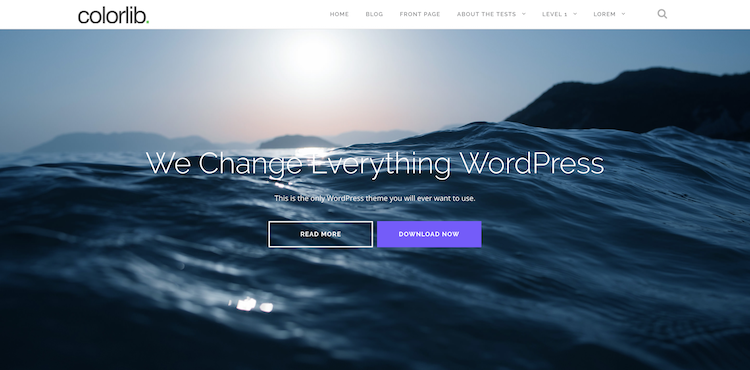 colorlib.
HOME BLOG FRONT PAGE ABOUT THE TESTS LEVEL 1 LOREM
We Change Everything WordPress
This is the only WordPress theme you will ever want to use.
READ MORE DOWNLOAD NOW